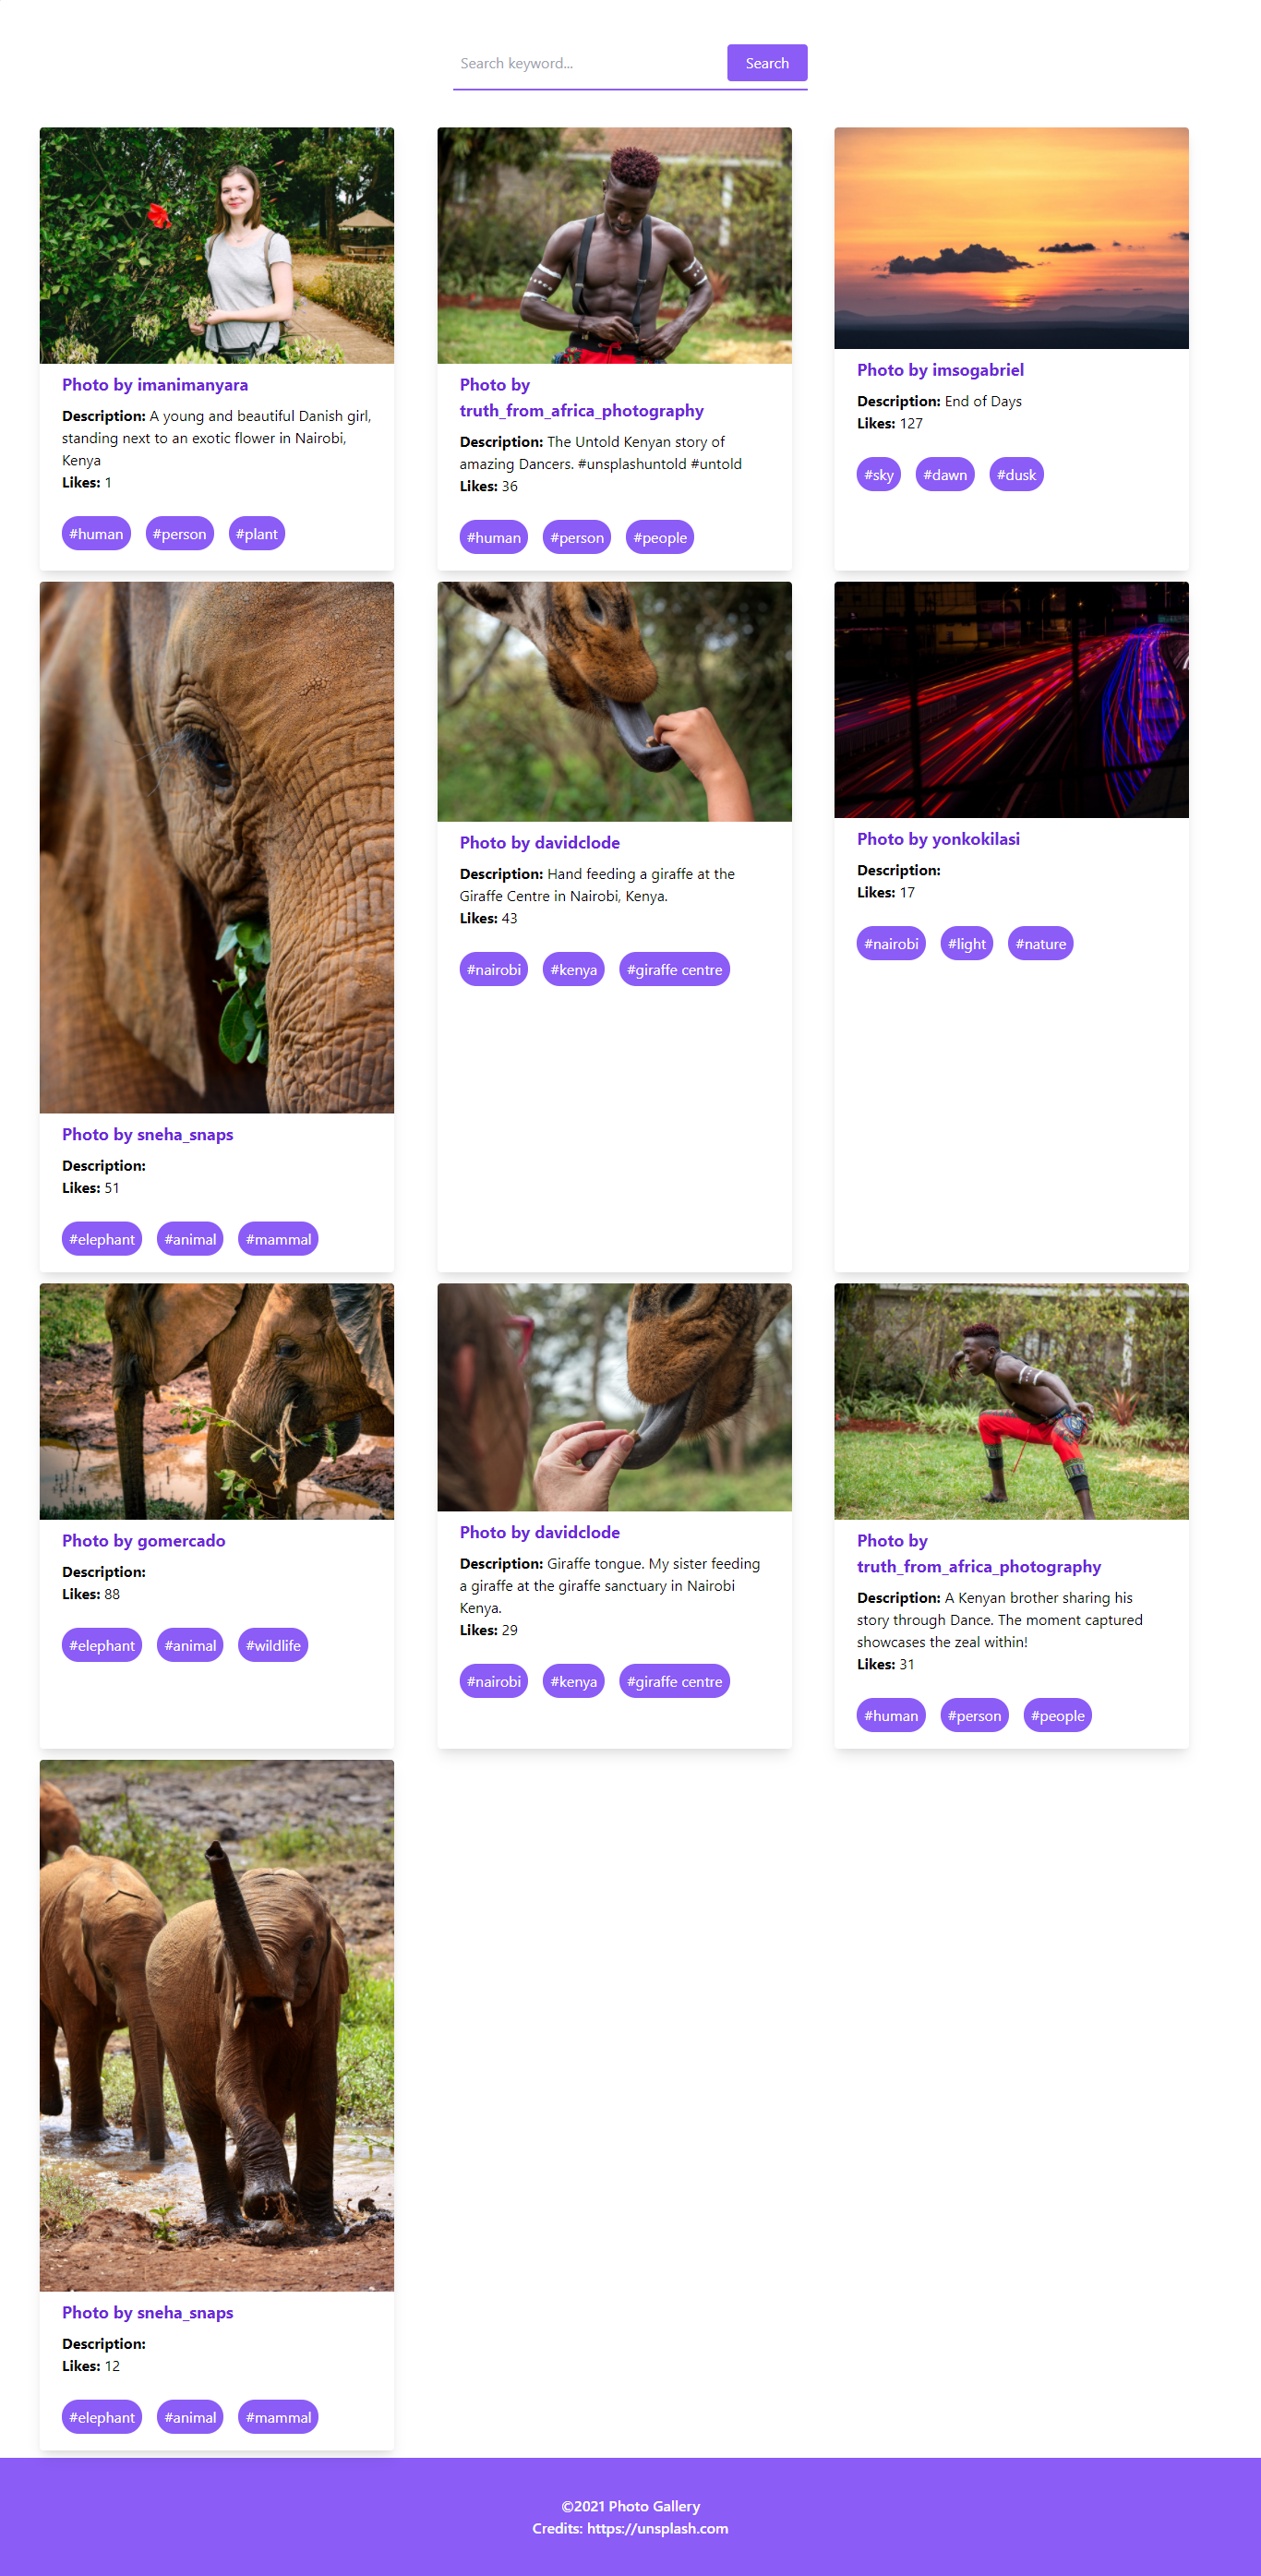 Search keyword...
Search
Photo by imanimanyara
Description: A young and beautiful Danish girl,
standing next to an exotic flower in Nairobi,
Kenya
Likes: 1
#human #person #plant
Photo by
truth_from_africa_photography
Description: The Untold Kenyan story of
amazing Dancers. #unsplashuntold #untold
Likes: 36
#human #person #people
Photo by imsogabriel
Description: End of Days
Likes: 127
#sky #dawn #dusk
Photo by sneha_snaps
Description:
Likes: 51
#elephant #animal #mammal
Photo by davidclode
Description: Hand feeding a giraffe at the
Giraffe Centre in Nairobi, Kenya.
Likes: 43
#nairobi #kenya #giraffe centre
Photo by yonkokilasi
Description:
Likes: 17
#nairobi #light #nature
Photo by gomercado
Description:
Likes: 88
#elephant #animal #wildlife
Photo by davidclode
Description: Giraffe tongue. My sister feeding
a giraffe at the giraffe sanctuary in Nairobi
Kenya.
Likes: 29
#nairobi #kenya #giraffe centre
Photo by
truth_from_africa_photography
Description: A Kenyan brother sharing his
story through Dance. The moment captured
showcases the zeal within!
Likes: 31
#human #person #people
Photo by sneha_snaps
Description:
Likes: 12
#elephant #animal #mammal
©2021 Photo Gallery
Credits: https://unsplash.com